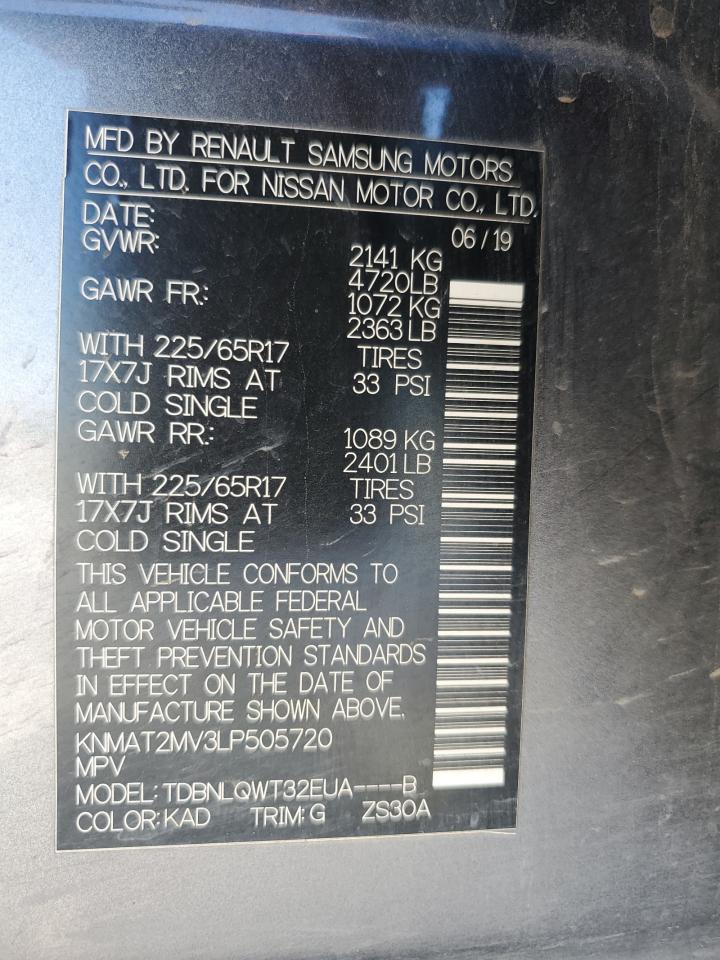 MFD BY RENAULT SAMSUNG MOTORS
CO., LTD. FOR NISSAN MOTOR CO., LTD.
DATE: 06/19
GVWR: 2141 KG
4720LB
GAWR FR.: 1072 KG
2363 LB
WITH 225/65R17 TIRES
17X7J RIMS AT 33 PSI
COLD SINGLE
GAWR RR.: 1089 KG
2401 LB
WITH 225/65R17 TIRES
17X7J RIMS AT 33 PSI
COLD SINGLE
THIS VEHICLE CONFORMS TO
ALL APPLICABLE FEDERAL
MOTOR VEHICLE SAFETY AND
THEFT PREVENTION STANDARDS
IN EFFECT ON THE DATE OF
MANUFACTURE SHOWN ABOVE.
KNMAT2MV3LP505720
MPV
MODEL: TDBNLQWT32EUA----B
COLOR: KAD TRIM: G ZS30A